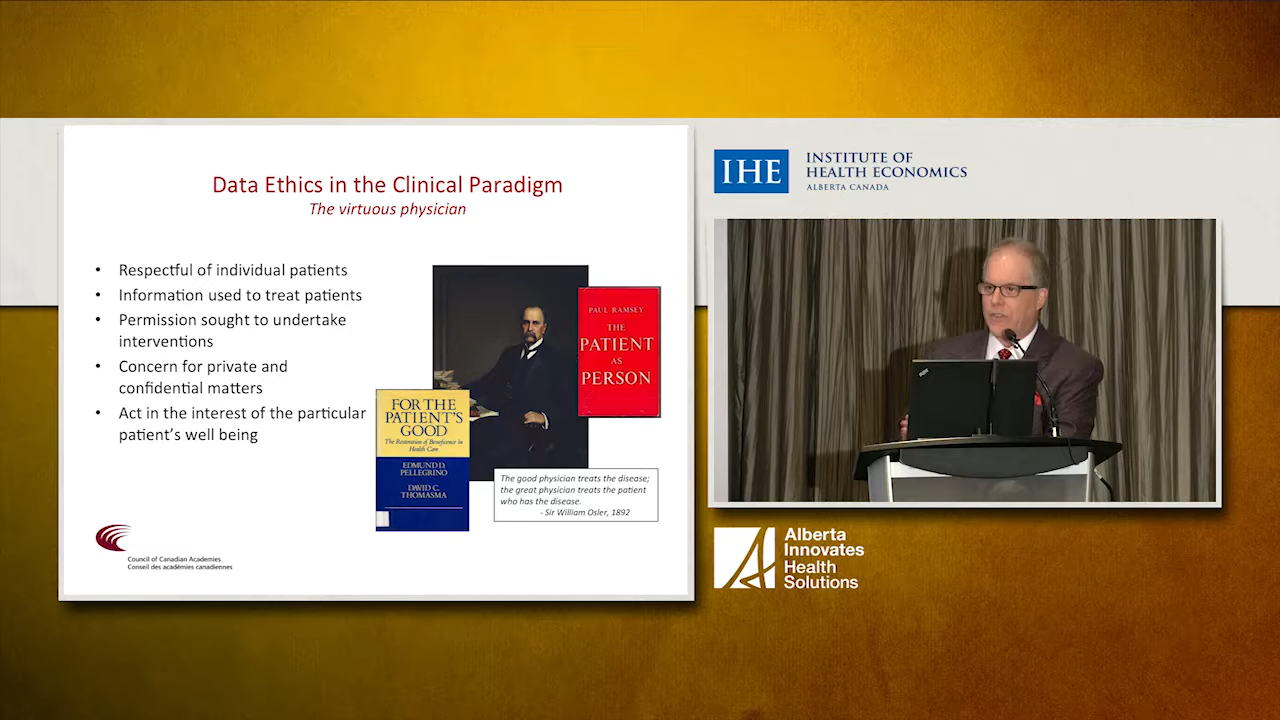 Data Ethics in the Clinical Paradigm
The virtuous physician
• Respectful of individual patients
• Information used to treat patients
• Permission sought to undertake
interventions
• Concern for private and
confidential matters
• Act in the interest of the particular
patient's well being
PAUL RAMSEY
THE
PATIENT
AS
PERSON
FOR THE
PATIENT'S
GOOD
The Restoration of Beneficence in
Health Care
EDMUND D.
PELLEGRINO
DAVID C.
THOMASMA
The good physician treats the disease;
the great physician treats the patient
who has the disease.
- Sir William Osler, 1892
Council of Canadian Academies
Conseil des académies canadiennes
IHE
INSTITUTE OF
HEALTH ECONOMICS
ALBERTA CANADA
Alberta
Innovates
Health
Solutions